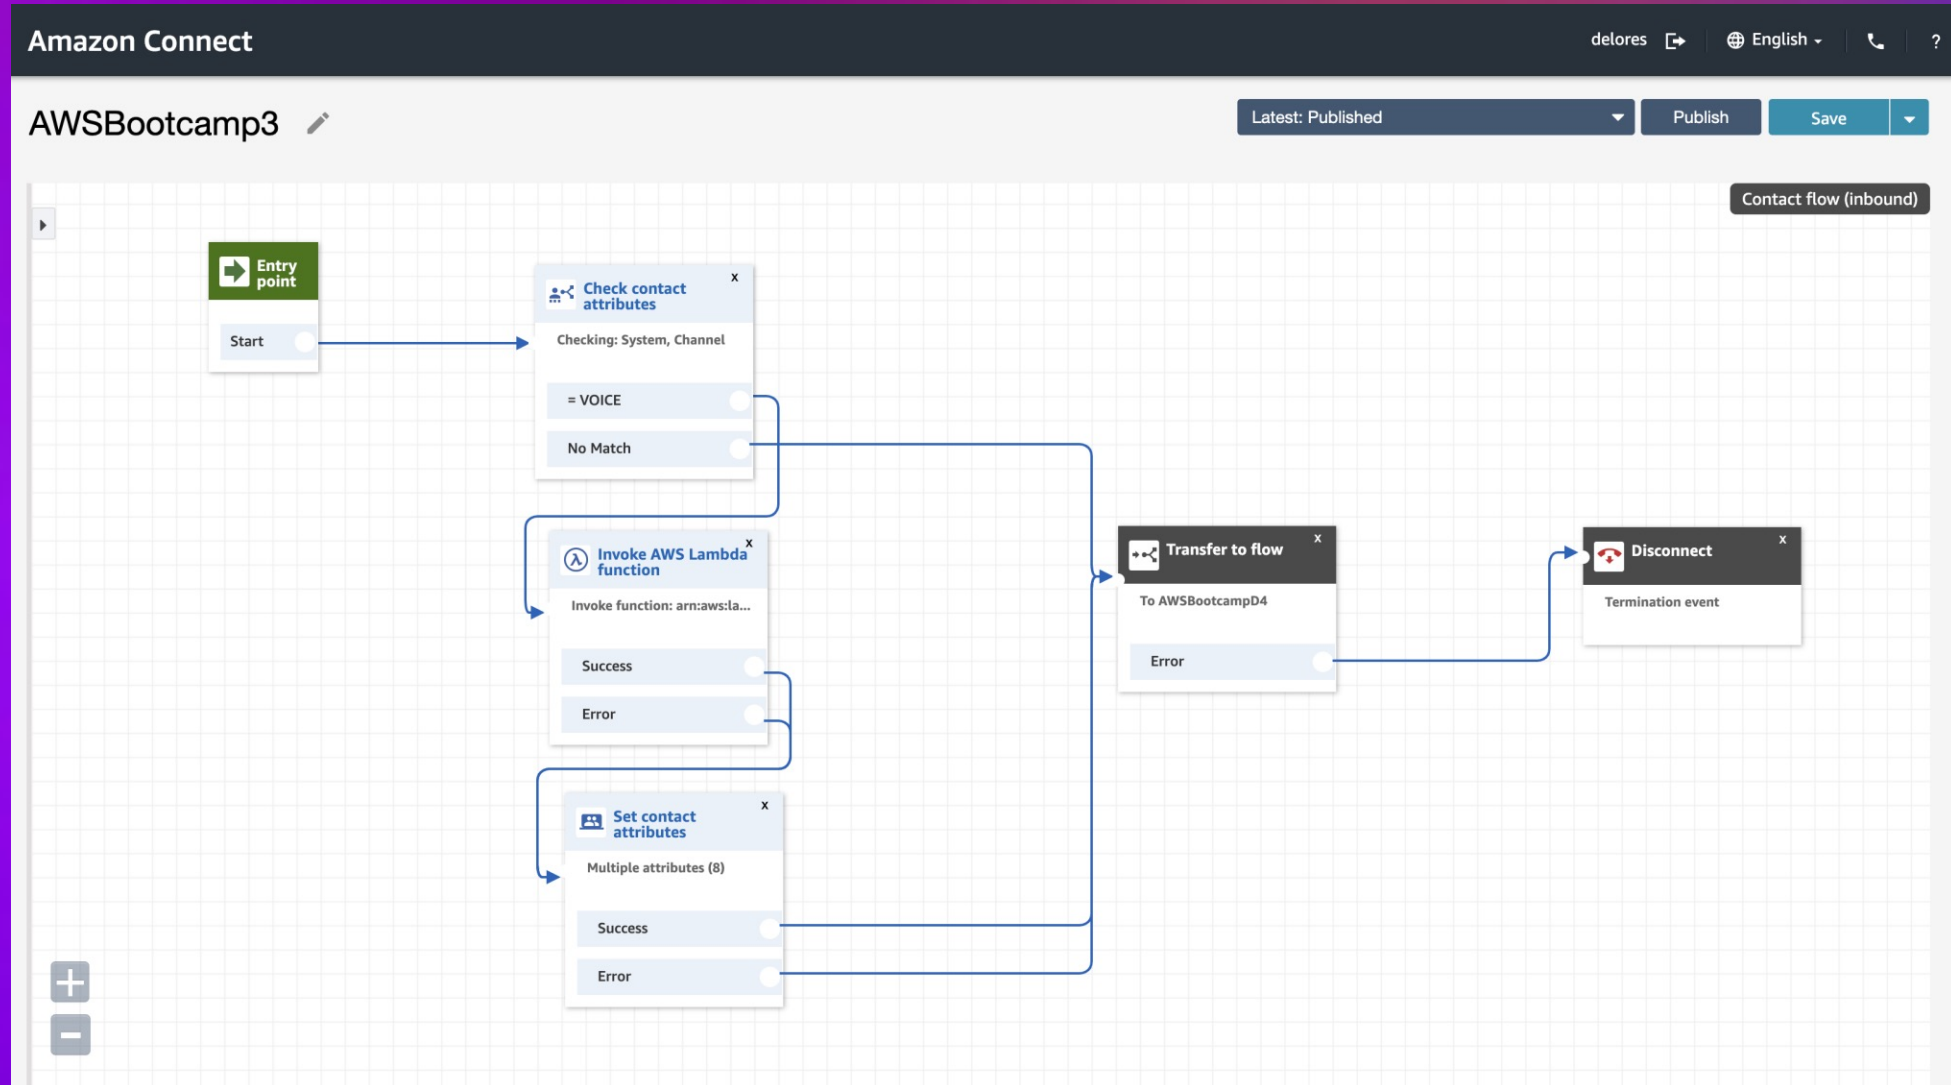 Amazon Connect
delores
English
?
AWSBootcamp3
Latest: Published
Publish
Save
Contact flow (inbound)
Entry
point
Start
x
Check contact
attributes
Checking: System, Channel
= VOICE
No Match
x
Invoke AWS Lambda
function
Invoke function: arn:aws:la...
Success
Error
x
Set contact
attributes
Multiple attributes (8)
Success
Error
x
Transfer to flow
To AWSBootcampD4
Error
x
Disconnect
Termination event